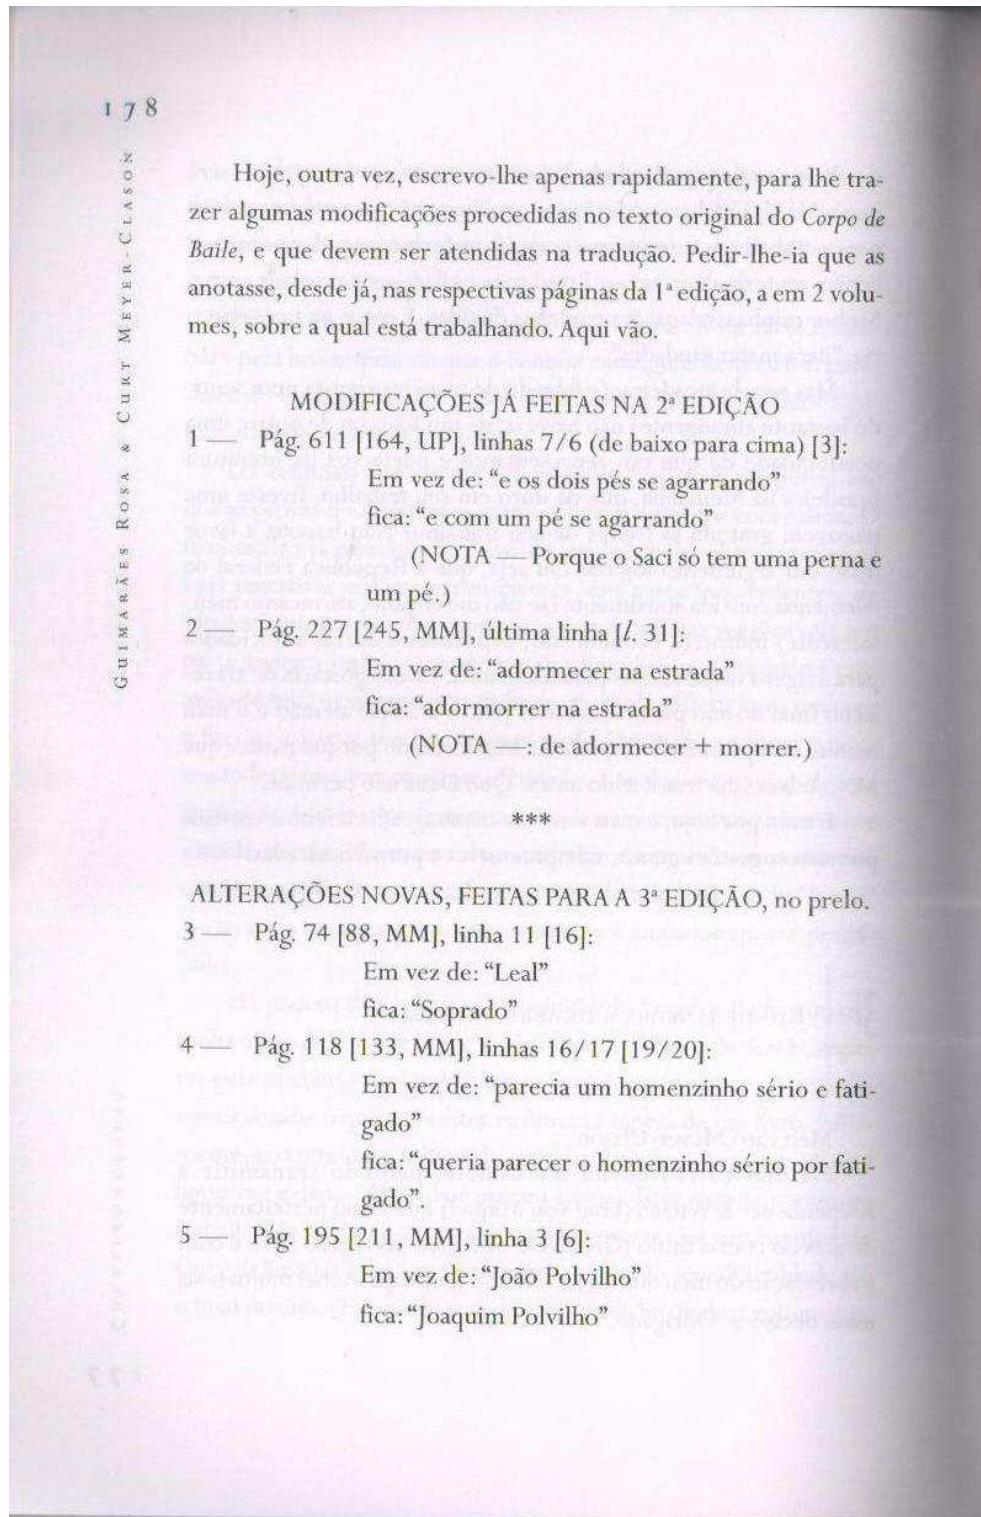 178
GUIMARÃES ROSA & CURT MEYER-CLASON
Hoje, outra vez, escrevo-lhe apenas rapidamente, para lhe tra-
zer algumas modificações procedidas no texto original do Corpo de
Baile, e que devem ser atendidas na tradução. Pedir-lhe-ia que as
anotasse, desde já, nas respectivas páginas da 1ª edição, a em 2 volu-
mes, sobre a qual está trabalhando. Aqui vão.
MODIFICAÇÕES JÁ FEITAS NA 2ª EDIÇÃO
1 — Pág. 611 [164, UP], linhas 7/6 (de baixo para cima) [3]:
Em vez de: “e os dois pés se agarrando”
fica: “e com um pé se agarrando”
(NOTA — Porque o Saci só tem uma perna e
um pé.)
2 — Pág. 227 [245, MM], última linha [l. 31]:
Em vez de: “adormecer na estrada”
fica: “adormorrer na estrada”
(NOTA —: de adormecer + morrer.)
***
ALTERAÇÕES NOVAS, FEITAS PARA A 3ª EDIÇÃO, no prelo.
3 — Pág. 74 [88, MM], linha 11 [16]:
Em vez de: “Leal”
fica: “Soprado”
4 — Pág. 118 [133, MM], linhas 16/17 [19/20]:
Em vez de: “parecia um homenzinho sério e fati-
gado”
fica: “queria parecer o homenzinho sério por fati-
gado”.
5 — Pág. 195 [211, MM], linha 3 [6]:
Em vez de: “João Polvilho”
fica: “Joaquim Polvilho”